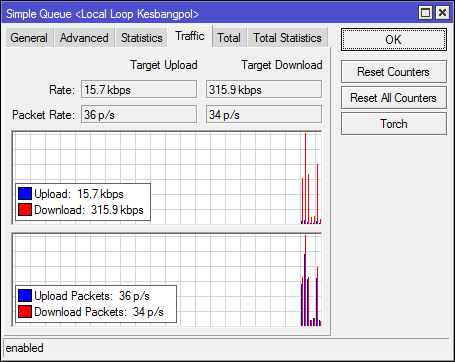 Simple Queue <Local Loop Kesbangpol>
General Advanced Statistics Traffic Total Total Statistics
Target Upload Target Download
Rate: 15.7 kbps 315.9 kbps
Packet Rate: 36 p/s 34 p/s
Upload: 15.7 kbps
Download: 315.9 kbps
Upload Packets: 36 p/s
Download Packets: 34 p/s
OK
Reset Counters
Reset All Counters
Torch
enabled